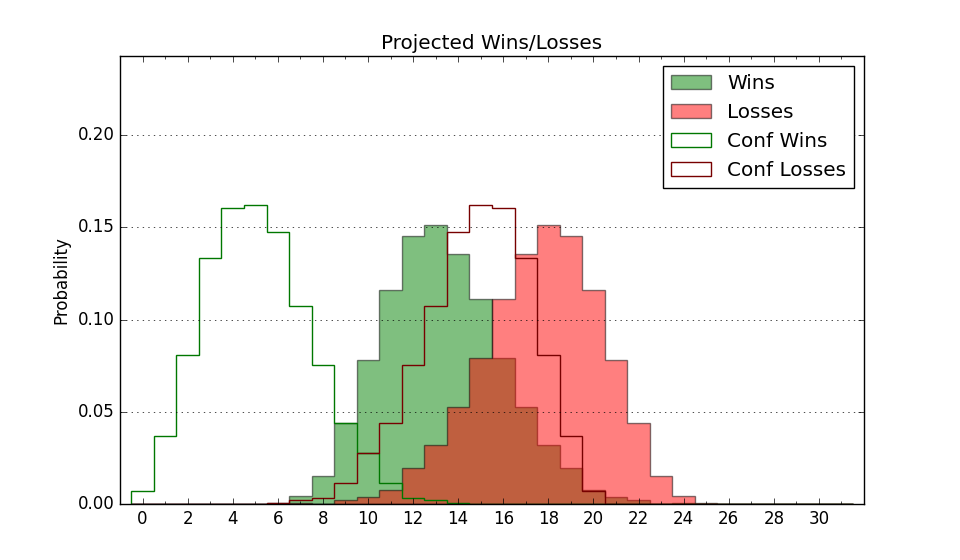 Projected Wins/Losses
Wins
Losses
Conf Wins
Conf Losses
Probability
0.20
0.15
0.10
0.05
0.00
0 2 4 6 8 10 12 14 16 18 20 22 24 26 28 30